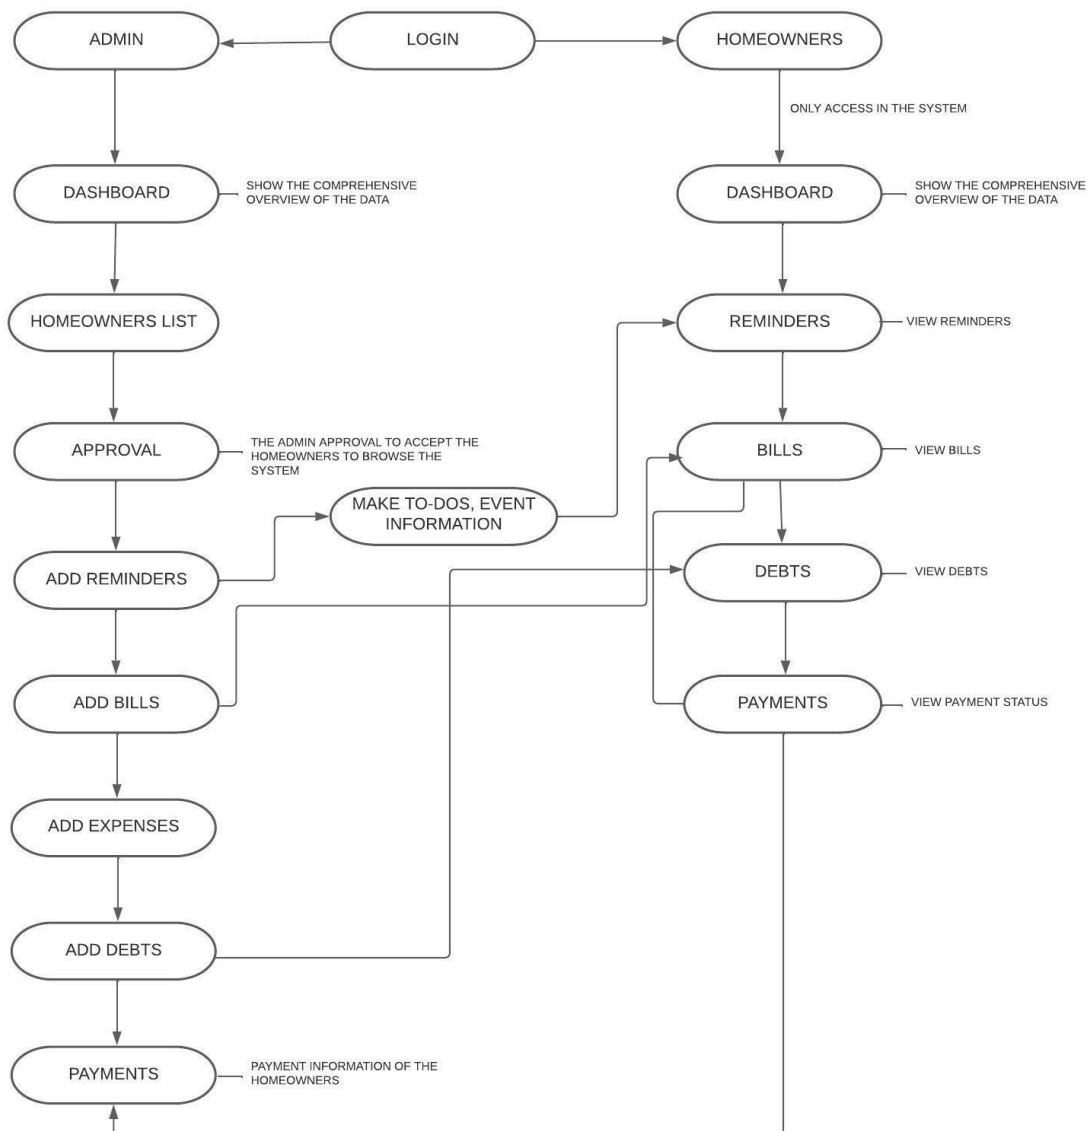 ADMIN
LOGIN
HOMEOWNERS
ONLY ACCESS IN THE SYSTEM
DASHBOARD
SHOW THE COMPREHENSIVE
OVERVIEW OF THE DATA
DASHBOARD
SHOW THE COMPREHENSIVE
OVERVIEW OF THE DATA
HOMEOWNERS LIST
REMINDERS
VIEW REMINDERS
APPROVAL
THE ADMIN APPROVAL TO ACCEPT THE
HOMEOWNERS TO BROWSE THE
SYSTEM
BILLS
VIEW BILLS
MAKE TO-DOS, EVENT
INFORMATION
ADD REMINDERS
DEBTS
VIEW DEBTS
ADD BILLS
PAYMENTS
VIEW PAYMENT STATUS
ADD EXPENSES
ADD DEBTS
PAYMENTS
PAYMENT INFORMATION OF THE
HOMEOWNERS